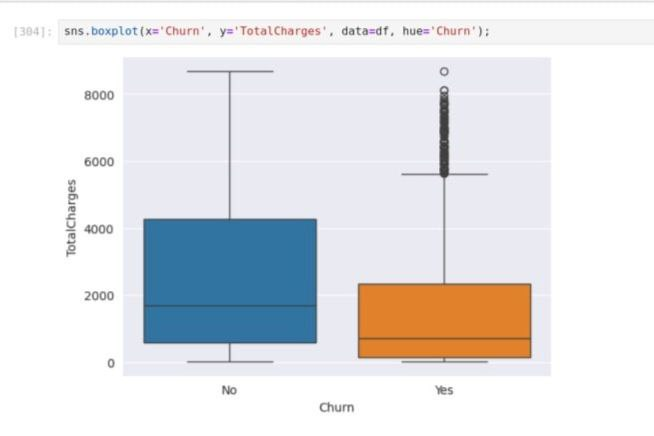 [304]: sns.boxplot(x='Churn', y='TotalCharges', data=df, hue='Churn');
8000
6000
4000
2000
0
TotalCharges
No Yes
Churn